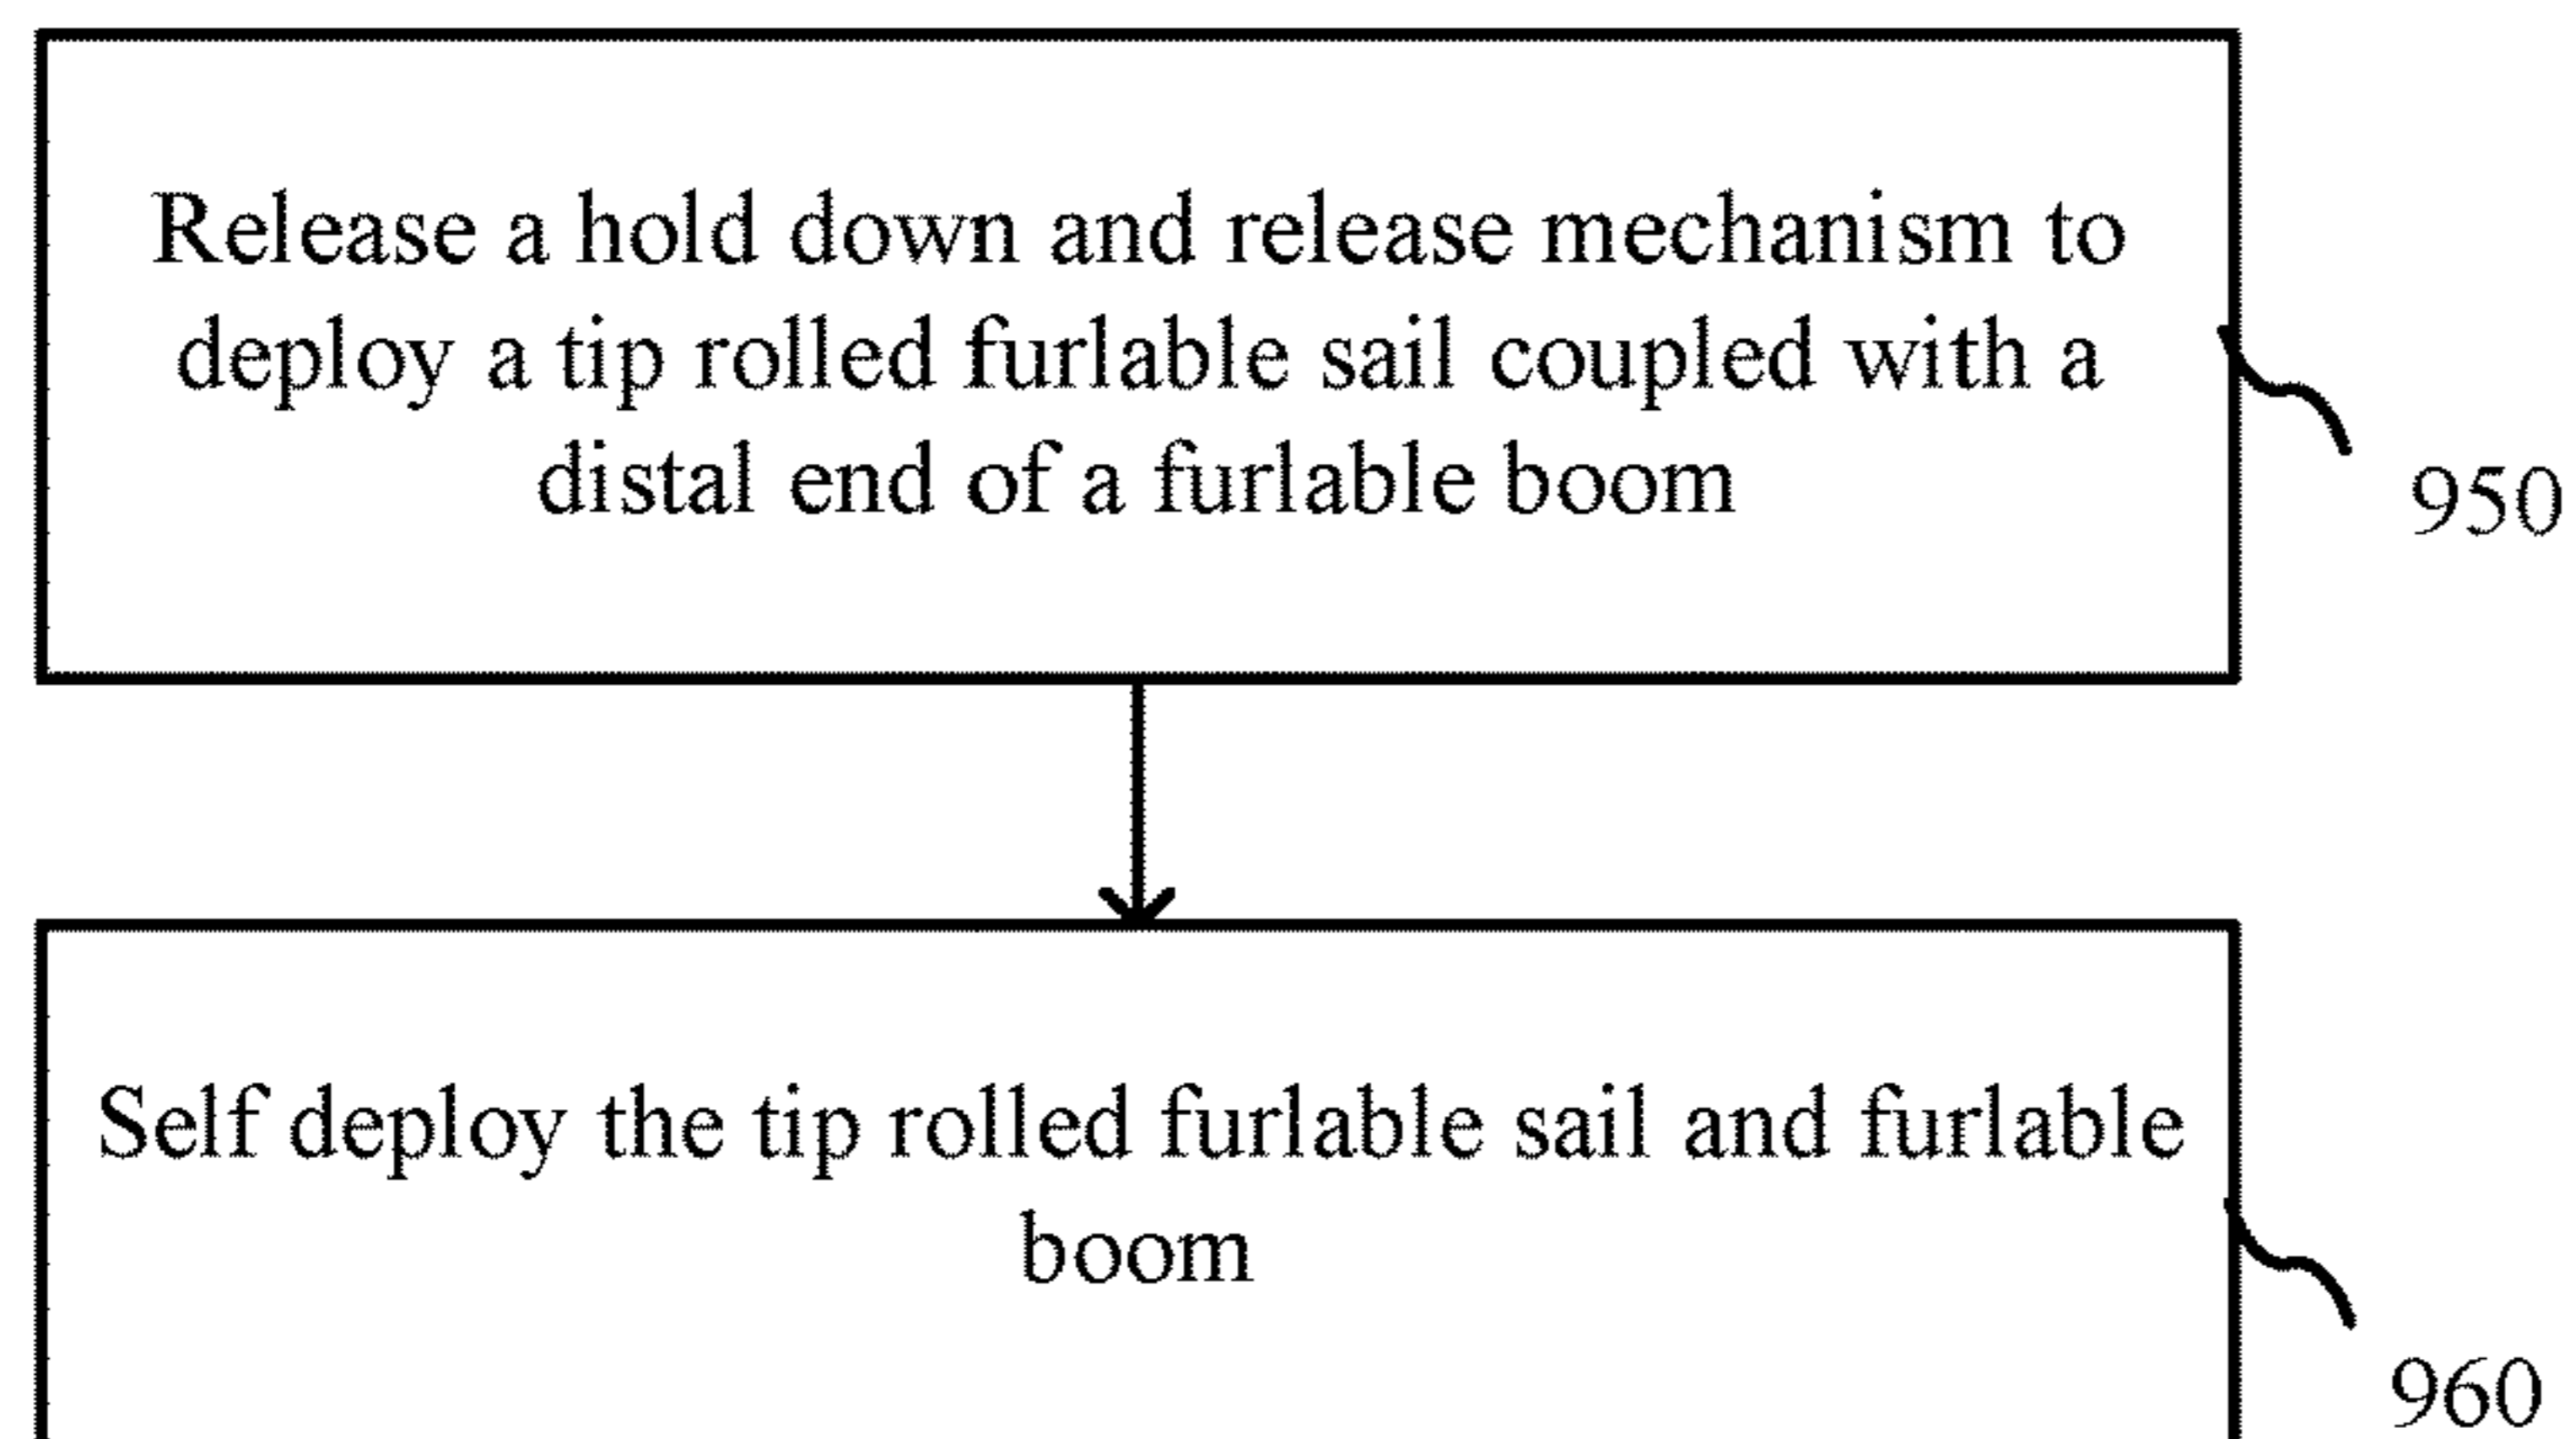 Release a hold down and release mechanism to
deploy a tip rolled furlable sail coupled with a
distal end of a furlable boom
950
Self deploy the tip rolled furlable sail and furlable
boom
960